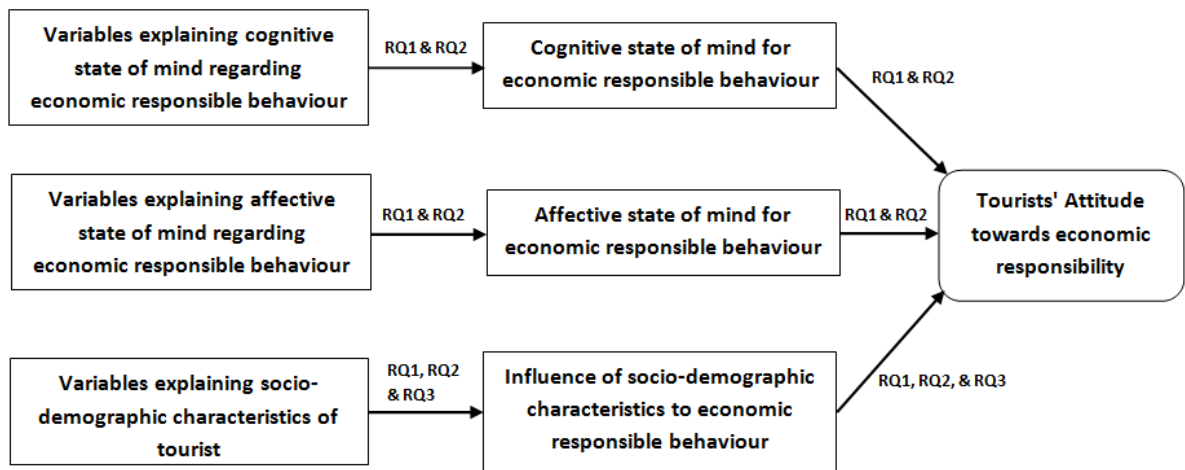 Variables explaining cognitive
state of mind regarding
economic responsible behaviour
RQ1 & RQ2
Cognitive state of mind for
economic responsible behaviour
RQ1 & RQ2
Variables explaining affective
state of mind regarding
economic responsible behaviour
RQ1 & RQ2
Affective state of mind for
economic responsible behaviour
RQ1 & RQ2
Tourists' Attitude
towards economic
responsibility
Variables explaining socio-
demographic characteristics of
tourist
RQ1, RQ2
& RQ3
Influence of socio-demographic
characteristics to economic
responsible behaviour
RQ1, RQ2, & RQ3